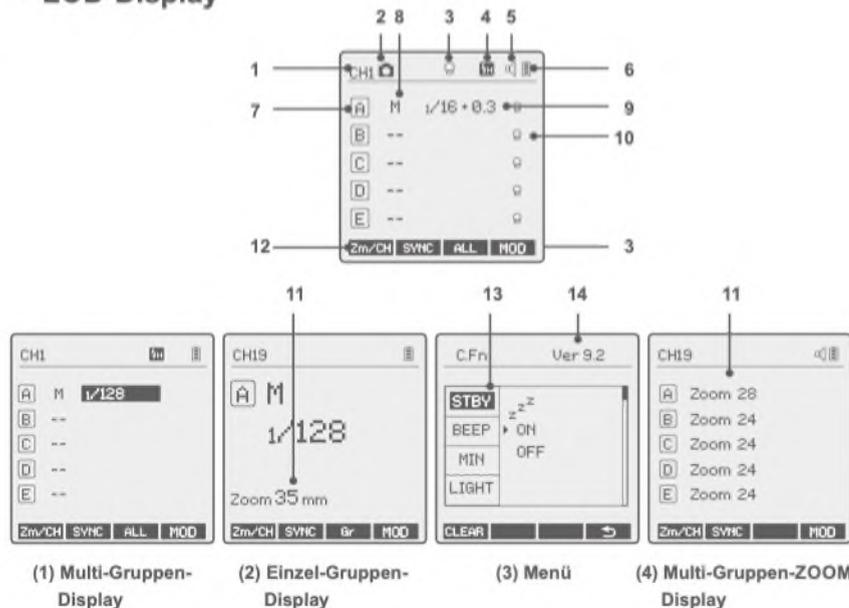 LCD-Display
2 8 3 4 5
1 CH1 6
7 A M 1/16 + 0.3 9
B -- 10
C --
D --
E --
12 Zm/CH SYNC ALL MOD 3
11 13 14 11
CH1
A M 1/128
B --
C --
D --
E --
Zm/CH SYNC ALL MOD
(1) Multi-Gruppen-
Display
CH19
A M
1/128
Zoom 35 mm
Zm/CH SYNC Gr MOD
(2) Einzel-Gruppen-
Display
C.Fn Ver 9.2
STBY zzz
BEEP ON
MIN OFF
LIGHT
CLEAR
(3) Menü
CH19
A Zoom 28
B Zoom 24
C Zoom 24
D Zoom 24
E Zoom 24
Zm/CH SYNC MOD
(4) Multi-Gruppen-ZOOM
Display